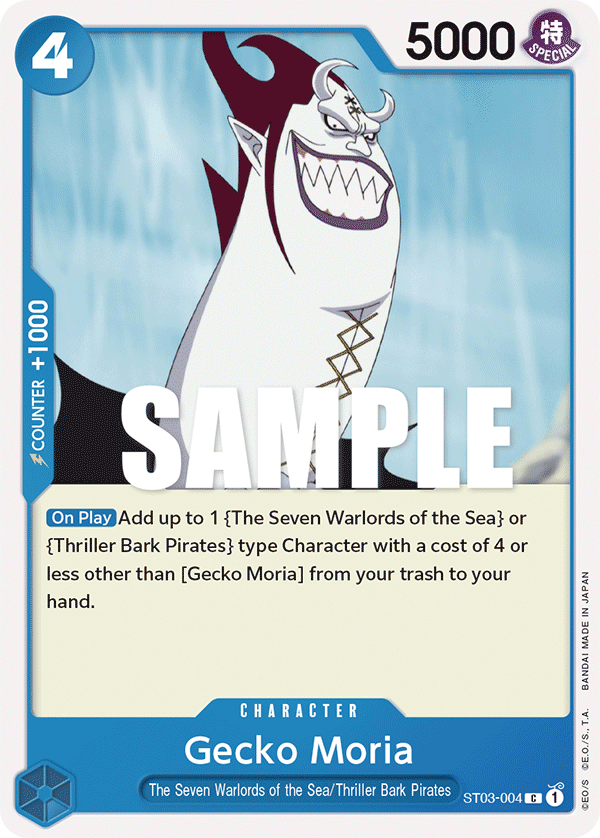 4
5000
特
SPECIAL
COUNTER +1000
SAMPLE
On Play Add up to 1 {The Seven Warlords of the Sea} or
{Thriller Bark Pirates} type Character with a cost of 4 or
less other than [Gecko Moria] from your trash to your
hand.
CHARACTER
Gecko Moria
The Seven Warlords of the Sea/Thriller Bark Pirates
ST03-004 C 1
©E.O/S ©E.O./S., T.A. BANDAI MADE IN JAPAN